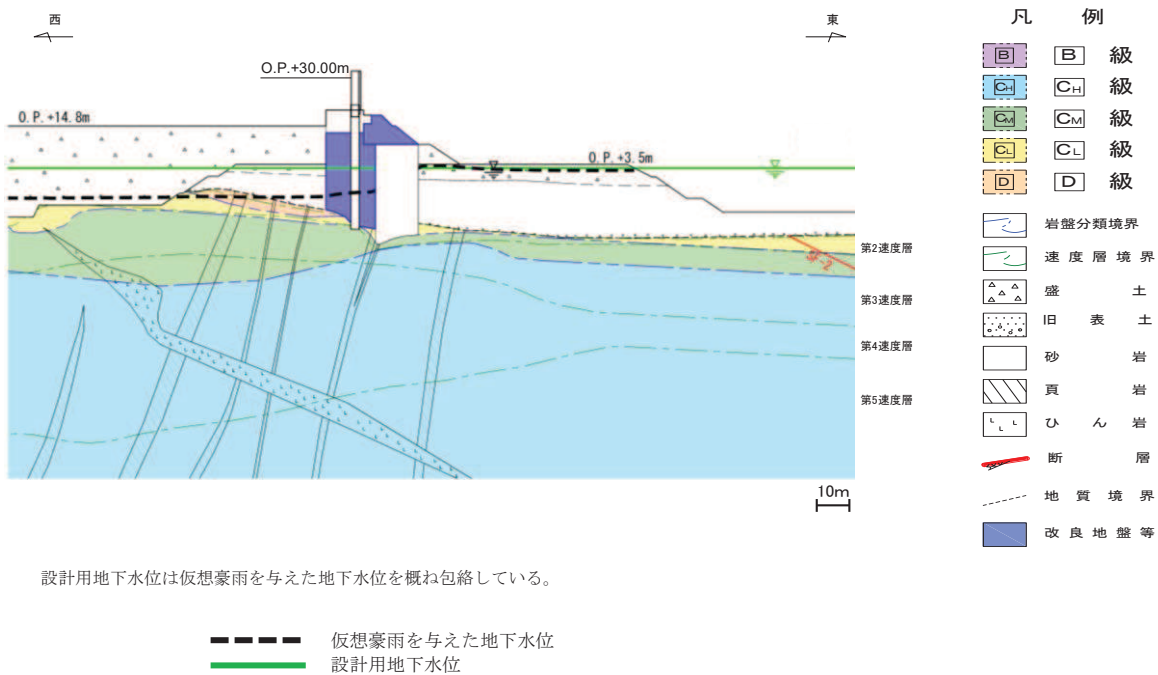 西
東
O.P.+30.00m
O.P.+14.8m
O.P.+3.5m
SF-2
第2速度層
第3速度層
第4速度層
第5速度層
10m
凡 例
B B 級
CH CH 級
CM CM 級
CL CL 級
D D 級
岩盤分類境界
速度層境界
盛土
旧表土
砂岩
頁岩
ひん岩
断層
地質境界
改良地盤等
設計用地下水位は仮想豪雨を与えた地下水位を概ね包絡している。
仮想豪雨を与えた地下水位
設計用地下水位